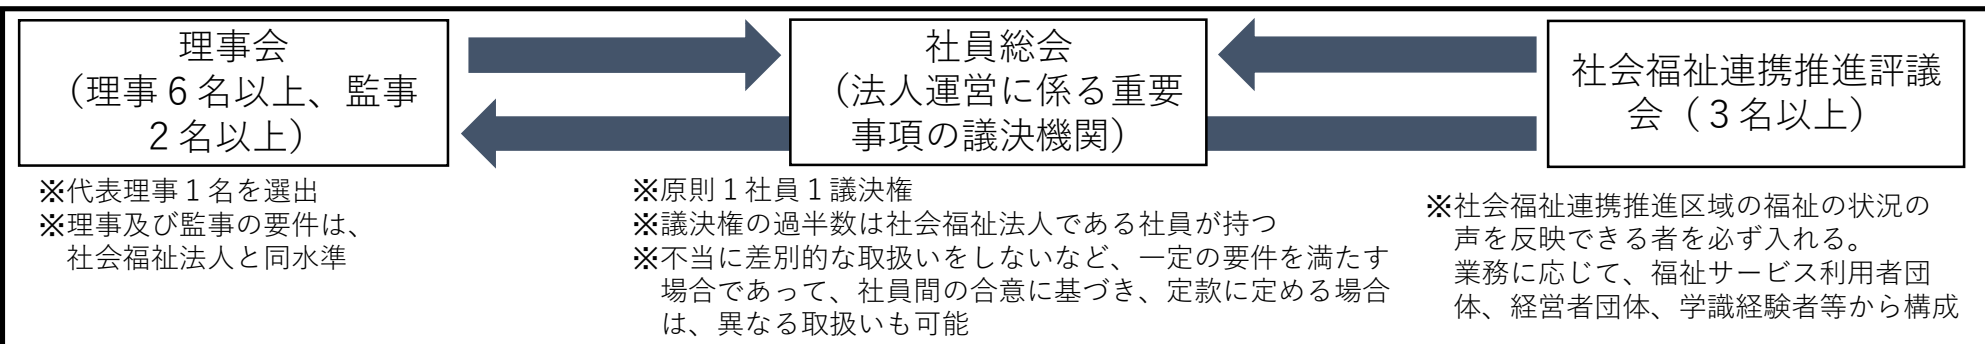 理事会
（理事６名以上、監事
２名以上）
※代表理事１名を選出
※理事及び監事の要件は、
社会福祉法人と同水準
社員総会
（法人運営に係る重要
事項の議決機関）
※原則１社員１議決権
※議決権の過半数は社会福祉法人である社員が持つ
※不当に差別的な取扱いをしないなど、一定の要件を満たす
場合であって、社員間の合意に基づき、定款に定める場合
は、異なる取扱いも可能
社会福祉連携推進評議
会（３名以上）
※社会福祉連携推進区域の福祉の状況の
声を反映できる者を必ず入れる。
業務に応じて、福祉サービス利用者団
体、経営者団体、学識経験者等から構成